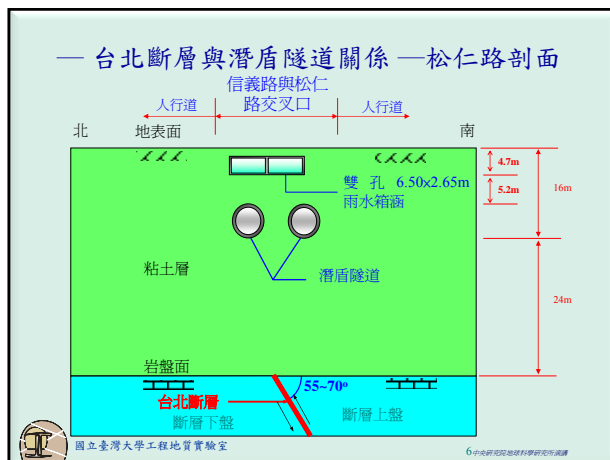 — 台北斷層與潛盾隧道關係 —松仁路剖面
信義路與松仁
路交叉口
人行道
人行道
北
地表面
南
4.7m
雙 孔 6.50x2.65m
雨水箱涵
5.2m
16m
粘土層
潛盾隧道
24m
岩盤面
55~70°
台北斷層
斷層下盤
斷層上盤
國立臺灣大學工程地質實驗室
6中央研究院地球科學研究所演講